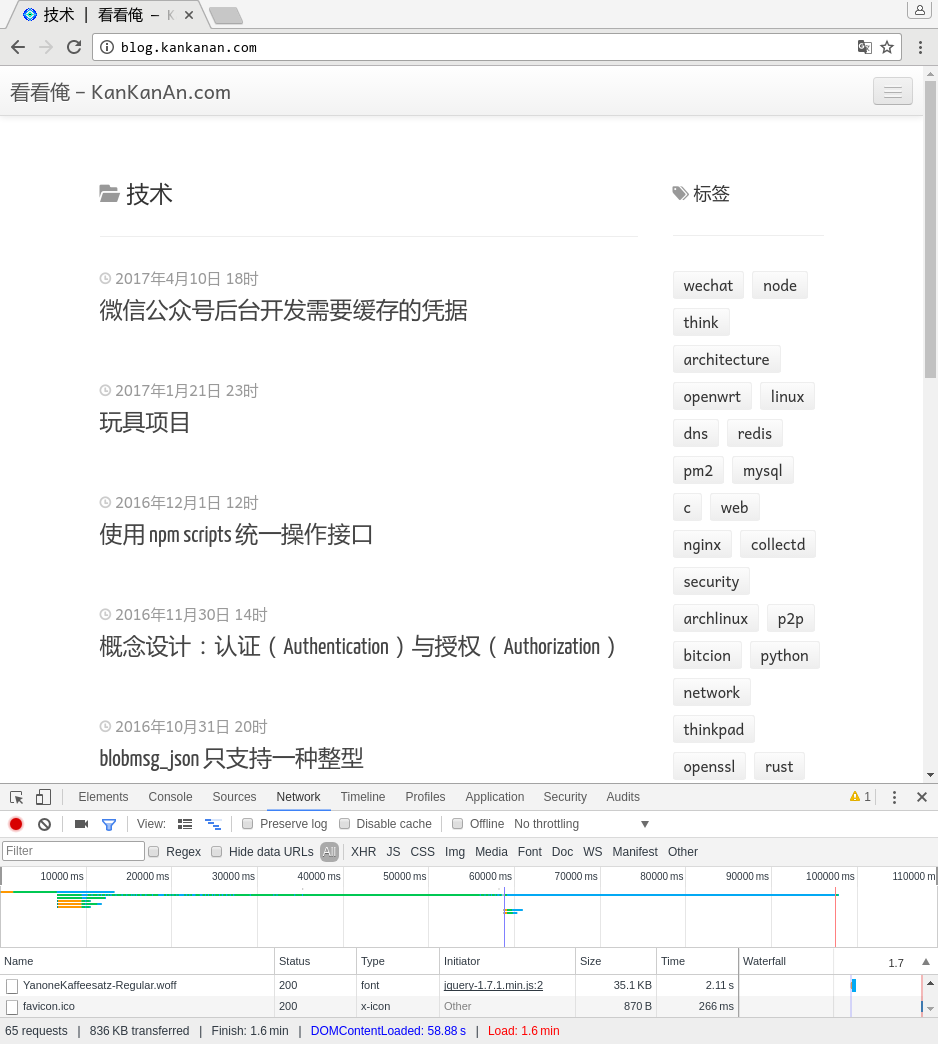 技术 | 看看俺 – K
blog.kankanan.com
看看俺 – KanKanAn.com
技术
2017年4月10日 18时
微信公众号后台开发需要缓存的凭据
2017年1月21日 23时
玩具项目
2016年12月1日 12时
使用 npm scripts 统一操作接口
2016年11月30日 14时
概念设计：认证（Authentication）与授权（Authorization）
2016年10月31日 20时
blobmsg_json 只支持一种整型
标签
wechat node
think
architecture
openwrt linux
dns redis
pm2 mysql
c web
nginx collectd
security
archlinux p2p
bitcion python
network
thinkpad
openssl rust
Elements Console Sources Network Timeline Profiles Application Security Audits 1
View: Preserve log Disable cache Offline No throttling
Filter Regex Hide data URLs All XHR JS CSS Img Media Font Doc WS Manifest Other
10000 ms 20000 ms 30000 ms 40000 ms 50000 ms 60000 ms 70000 ms 80000 ms 90000 ms 100000 ms 110000 m
Name Status Type Initiator Size Time Waterfall 1.7
YanoneKaffeesatz-Regular.woff 200 font jquery-1.7.1.min.js:2 35.1 KB 2.11 s
favicon.ico 200 x-icon Other 870 B 266 ms
65 requests | 836 KB transferred | Finish: 1.6 min | DOMContentLoaded: 58.88 s | Load: 1.6 min